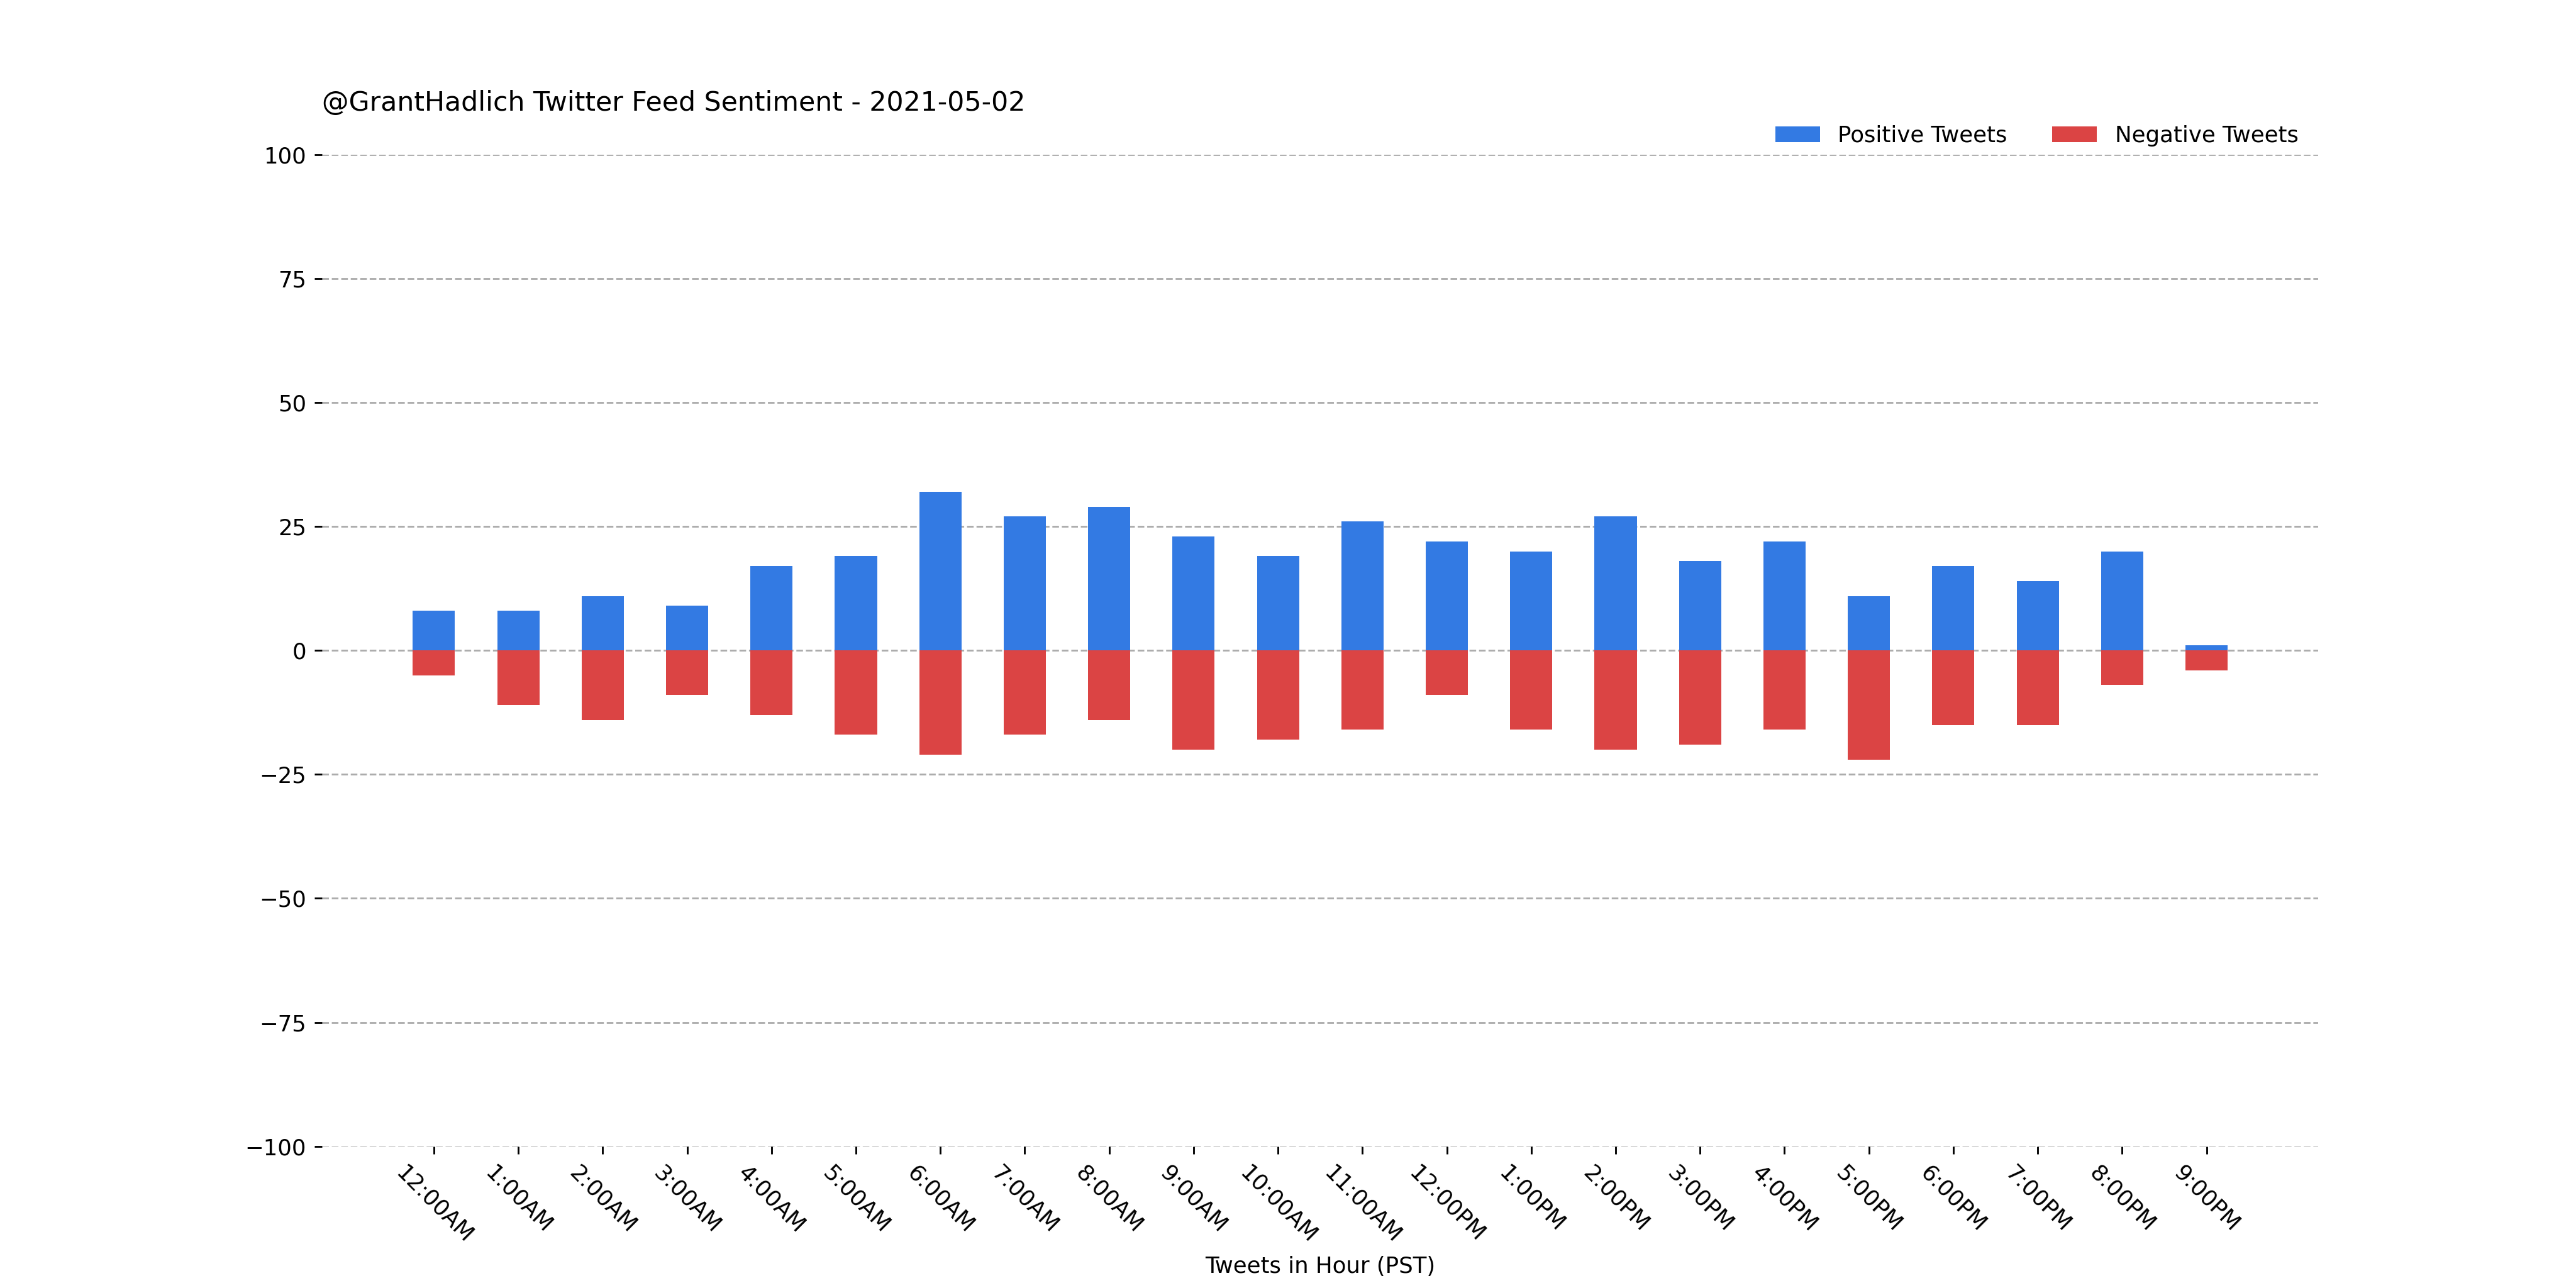 @GrantHadlich Twitter Feed Sentiment - 2021-05-02
Positive Tweets Negative Tweets
100
75
50
25
0
−25
−50
−75
−100
12:00AM 1:00AM 2:00AM 3:00AM 4:00AM 5:00AM 6:00AM 7:00AM 8:00AM 9:00AM 10:00AM 11:00AM 12:00PM 1:00PM 2:00PM 3:00PM 4:00PM 5:00PM 6:00PM 7:00PM 8:00PM 9:00PM
Tweets in Hour (PST)